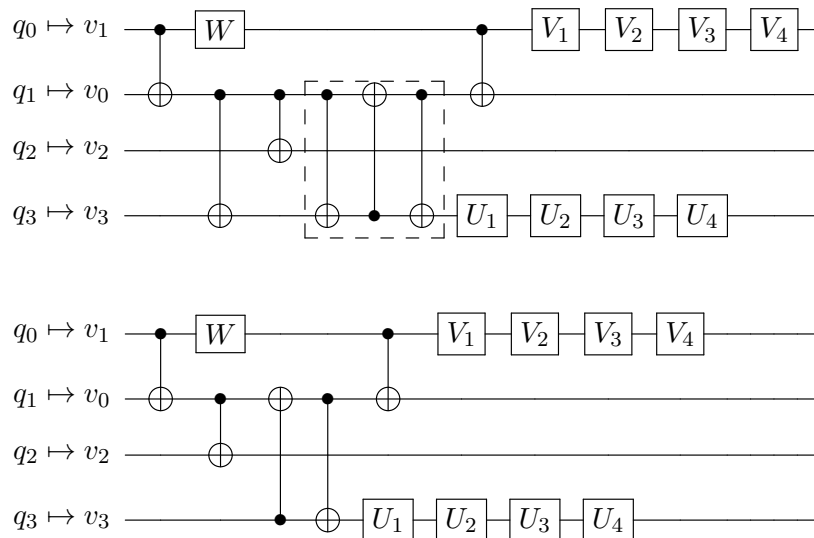 q₀ ↦ v₁ W V₁ V₂ V₃ V₄
q₁ ↦ v₀
q₂ ↦ v₂
q₃ ↦ v₃ U₁ U₂ U₃ U₄
q₀ ↦ v₁ W V₁ V₂ V₃ V₄
q₁ ↦ v₀
q₂ ↦ v₂
q₃ ↦ v₃ U₁ U₂ U₃ U₄